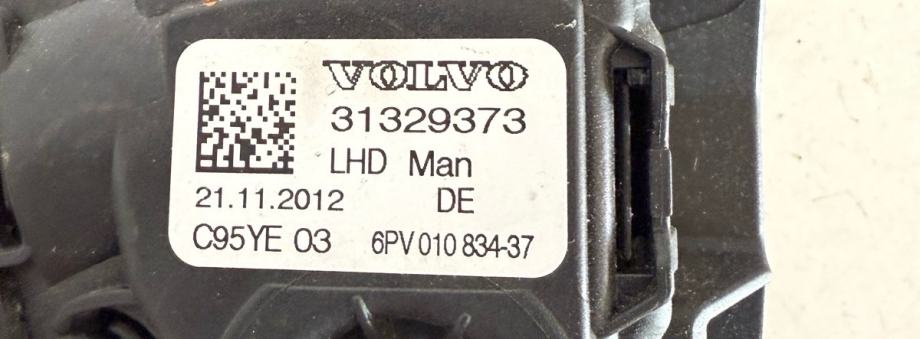 VOLVO
31329373
LHD Man
21.11.2012 DE
C95YE 03 6PV 010 834-37